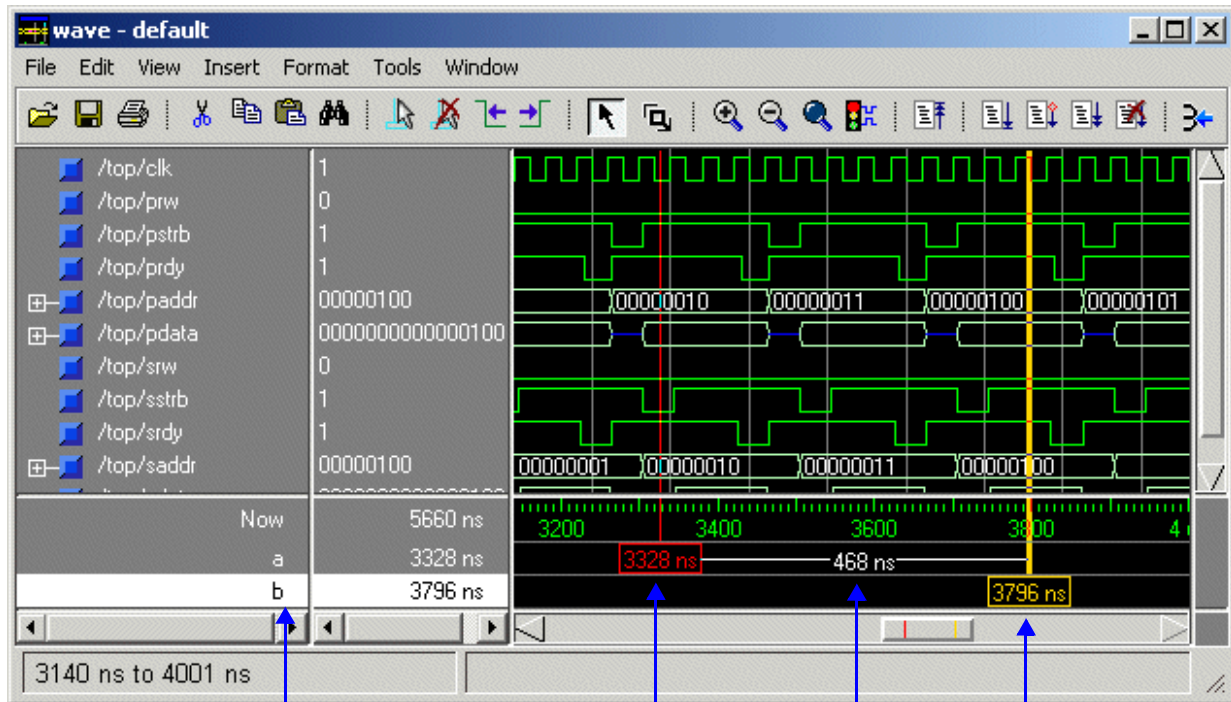 wave - default
File Edit View Insert Format Tools Window
/top/clk 1
/top/prw 0
/top/pstrb 1
/top/prdy 1
/top/paddr 00000100 00000010 00000011 00000100 00000101
/top/pdata 0000000000000100
/top/srw 0
/top/sstrb 1
/top/srdy 1
/top/saddr 00000100 00000001 00000010 00000011 00000100
Now 5660 ns 3200 3400 3600 3800 4
a 3328 ns 3328 ns 468 ns
b 3796 ns 3796 ns
3140 ns to 4001 ns